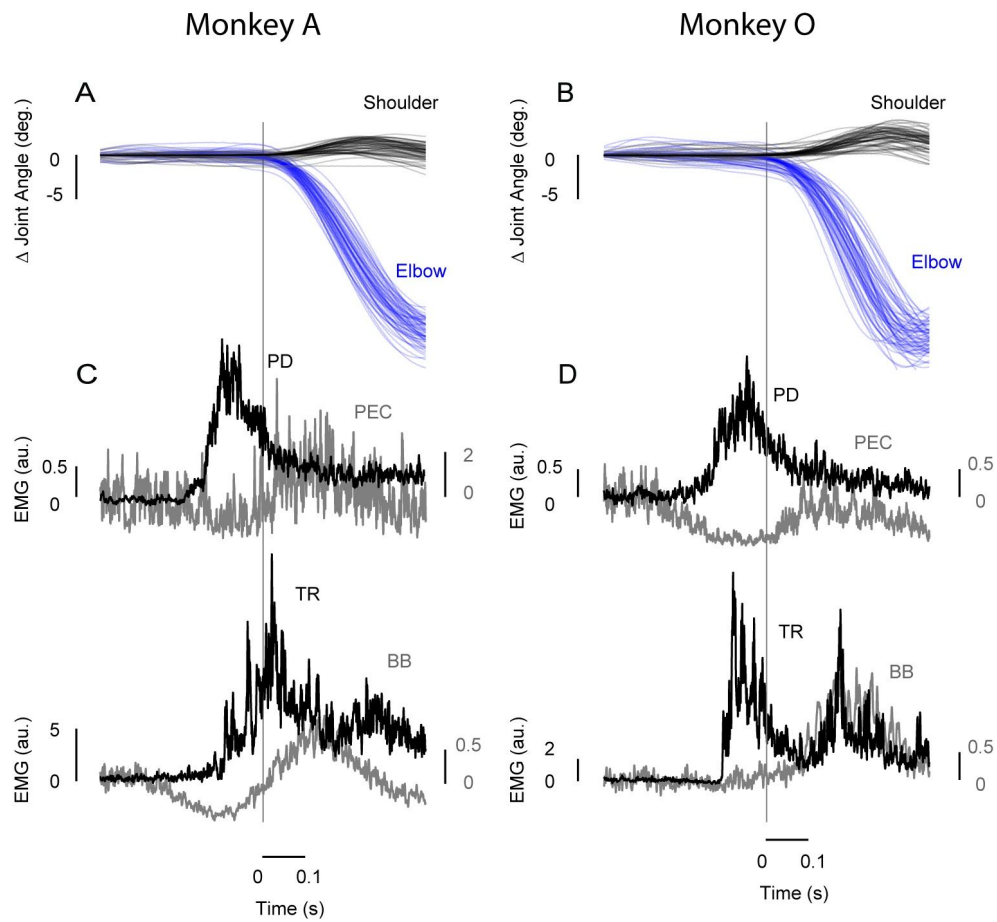 Monkey A
Monkey O
A
Shoulder
Δ Joint Angle (deg.)
0
-5
Elbow
B
Shoulder
Δ Joint Angle (deg.)
0
-5
Elbow
C
PD
PEC
EMG (au.)
0.5
0
2
0
D
PD
PEC
EMG (au.)
0.5
0
0.5
0
TR
BB
EMG (au.)
5
0
0.5
0
TR
BB
EMG (au.)
2
0
0.5
0
0 0.1
Time (s)
0 0.1
Time (s)